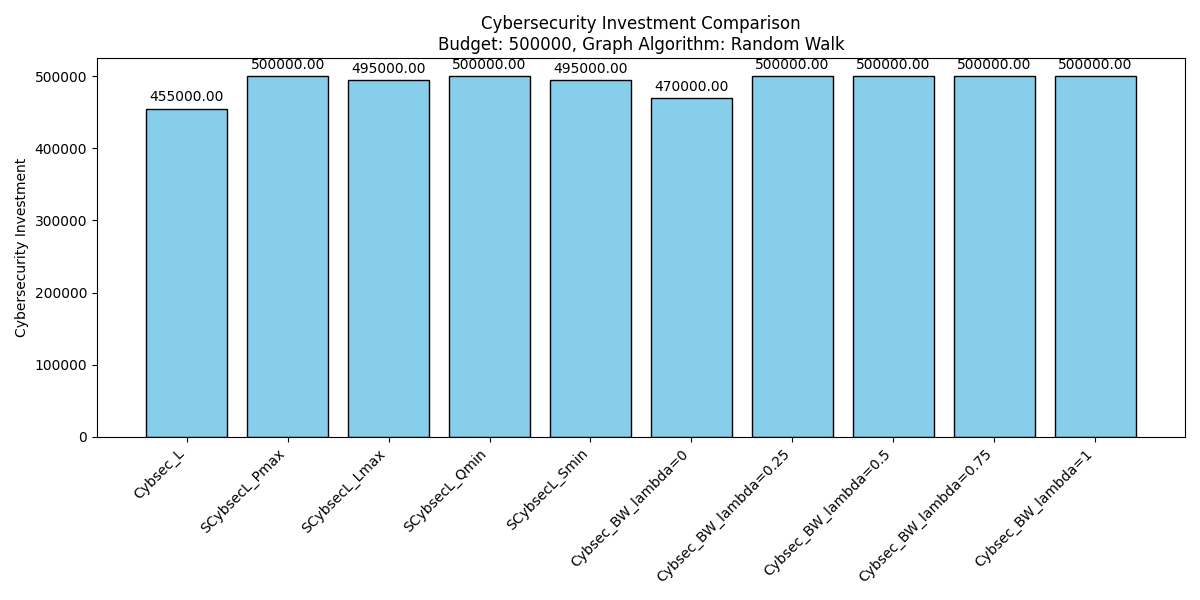 Cybersecurity Investment Comparison
Budget: 500000, Graph Algorithm: Random Walk
Cybersecurity Investment
500000
400000
300000
200000
100000
0
455000.00
500000.00
495000.00
500000.00
495000.00
470000.00
500000.00
500000.00
500000.00
500000.00
Cybsec_L
SCybsecL_Pmax
SCybsecL_Lmax
SCybsecL_Qmin
SCybsecL_Smin
Cybsec_BW_lambda=0
Cybsec_BW_lambda=0.25
Cybsec_BW_lambda=0.5
Cybsec_BW_lambda=0.75
Cybsec_BW_lambda=1